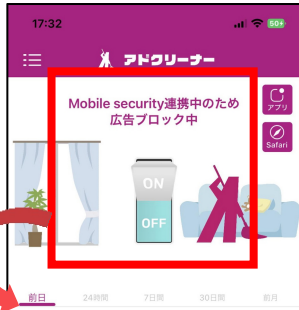 17:32
50+
アドクリーナー
Mobile security連携中のため
広告ブロック中
アプリ
Safari
ON
OFF
前日
24時間
7日間
30日間
前月